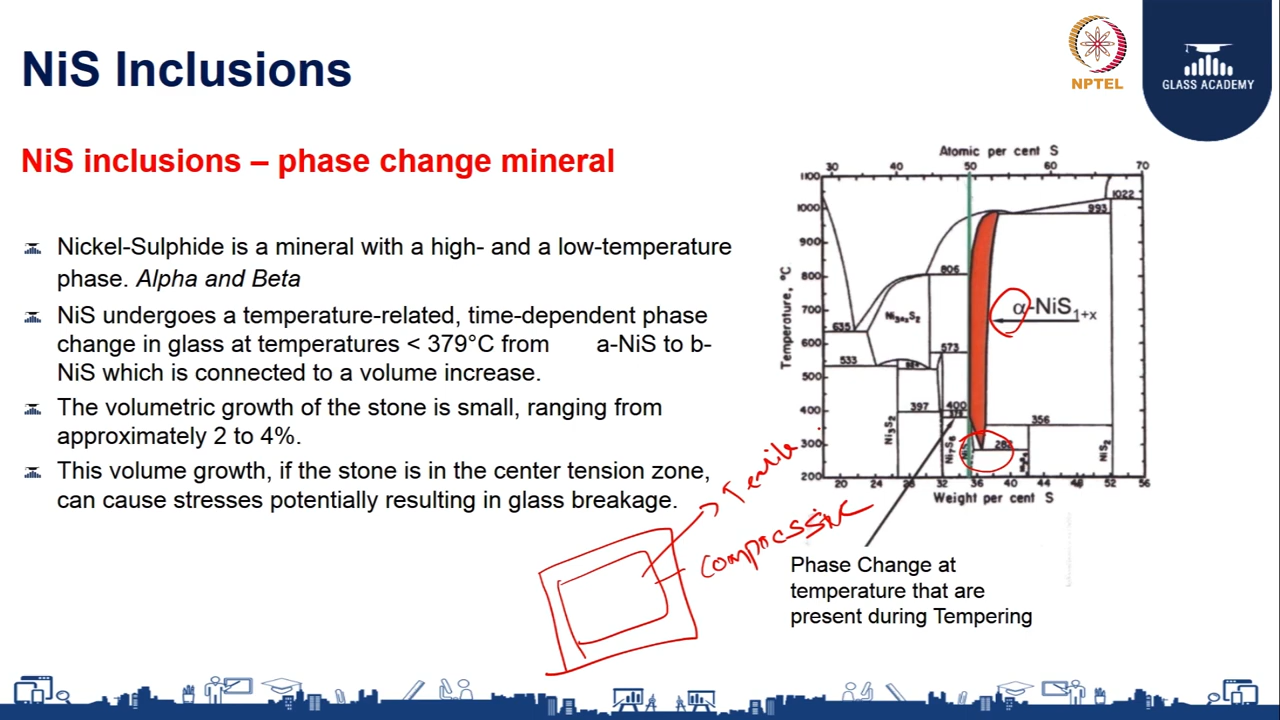 NiS Inclusions
NPTEL
GLASS ACADEMY
NiS inclusions – phase change mineral
Nickel-Sulphide is a mineral with a high- and a low-temperature
phase. Alpha and Beta
NiS undergoes a temperature-related, time-dependent phase
change in glass at temperatures < 379°C from a-NiS to b-
NiS which is connected to a volume increase.
The volumetric growth of the stone is small, ranging from
approximately 2 to 4%.
This volume growth, if the stone is in the center tension zone,
can cause stresses potentially resulting in glass breakage.
Tensile
Compressive
Atomic per cent S
30 40 50 60 70
1100
1022
1000
993
900
806
800
α-NiS1+x
700
Ni3±xS2
635
600
573
533
500
397
400
400
356
300
282
Ni3S2
Ni7S6
NiS2
200
20 24 28 32 36 40 44 48 52 56
Temperature, °C
Weight per cent S
Phase Change at
temperature that are
present during Tempering